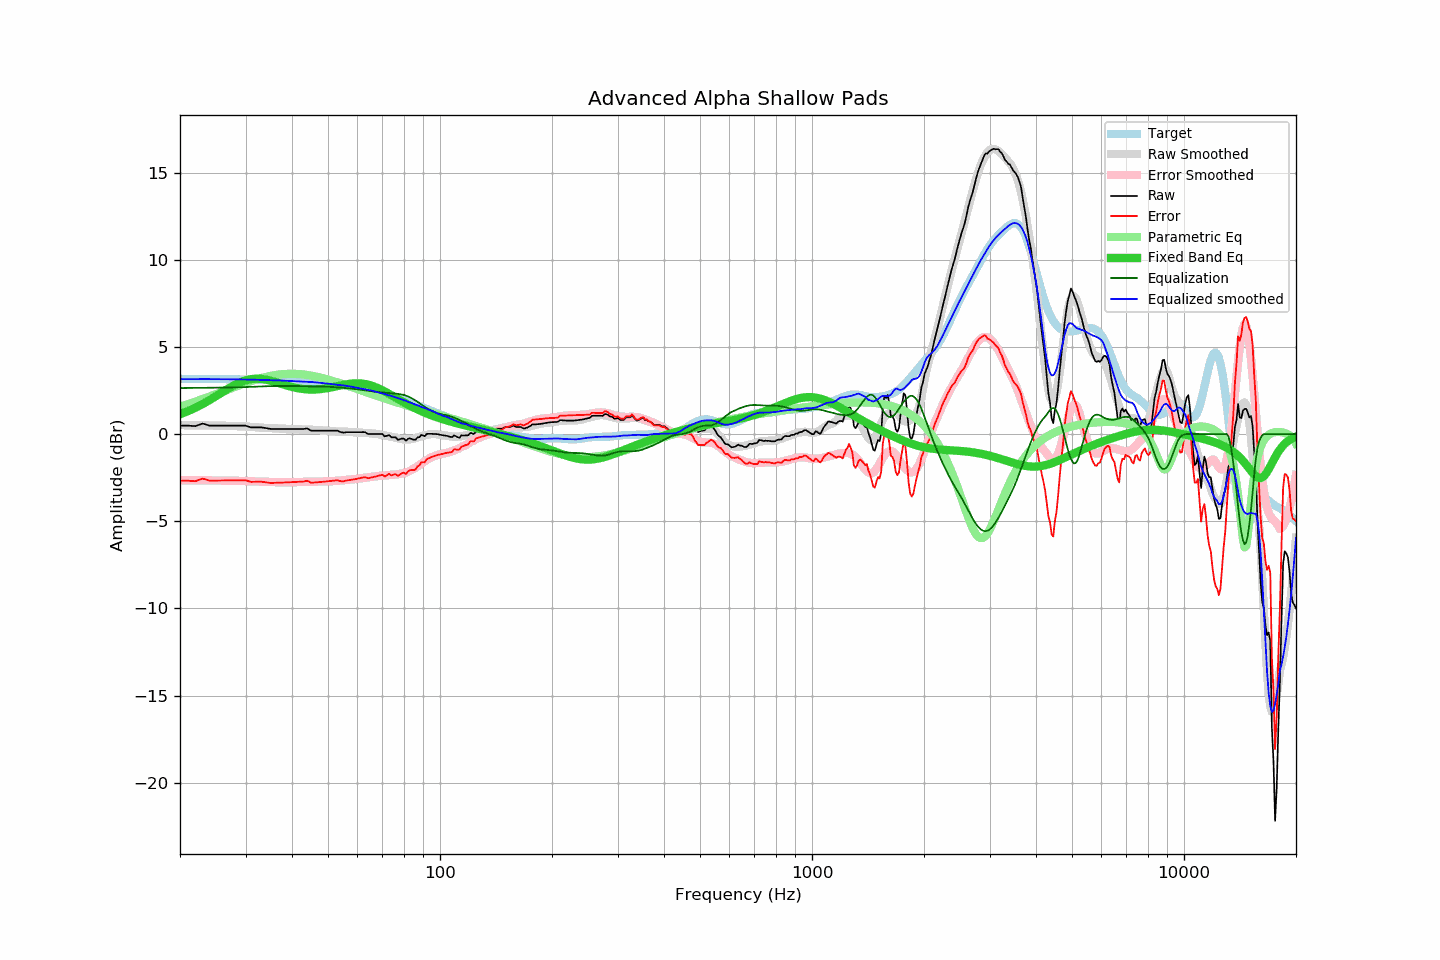 Advanced Alpha Shallow Pads
Target
Raw Smoothed
Error Smoothed
Raw
Error
Parametric Eq
Fixed Band Eq
Equalization
Equalized smoothed
Amplitude (dBr)
15
10
5
0
−5
−10
−15
−20
100
1000
10000
Frequency (Hz)